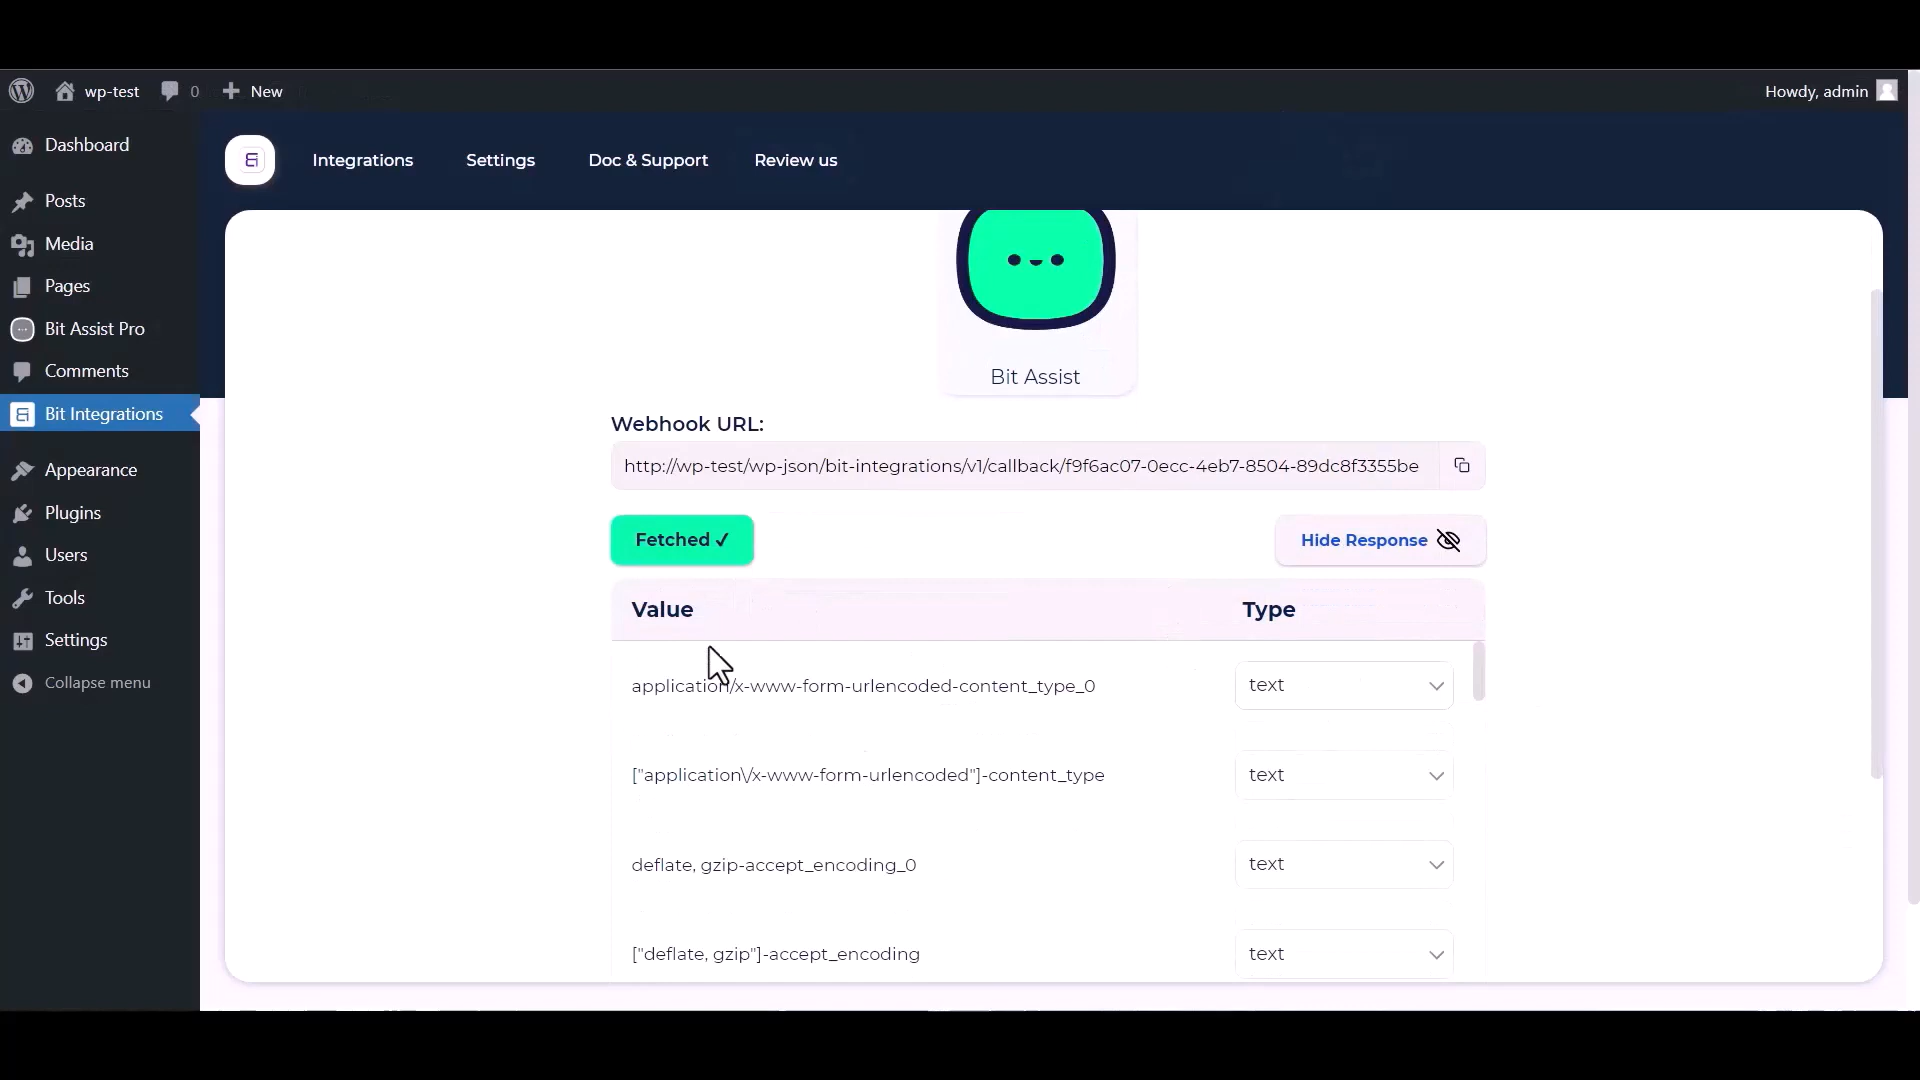 wp-test
0
New
Howdy, admin
Dashboard
Posts
Media
Pages
Bit Assist Pro
Comments
Bit Integrations
Appearance
Plugins
Users
Tools
Settings
Collapse menu
Integrations
Settings
Doc & Support
Review us
Bit Assist
Webhook URL:
http://wp-test/wp-json/bit-integrations/v1/callback/f9f6ac07-0ecc-4eb7-8504-89dc8f3355be
Fetched ✓
Hide Response
Value
Type
application/x-www-form-urlencoded-content_type_0
text
["application\/x-www-form-urlencoded"]-content_type
text
deflate, gzip-accept_encoding_0
text
["deflate, gzip"]-accept_encoding
text